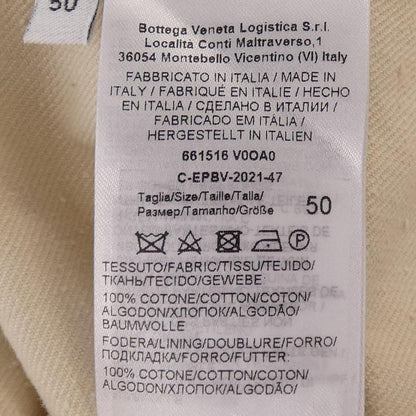 50
Bottega Veneta Logistica S.r.l.
Località Conti Maltraverso,1
36054 Montebello Vicentino (VI) Italy
FABBRICATO IN ITALIA / MADE IN
ITALY / FABRIQUÉ EN ITALIE / HECHO
EN ITALIA / СДЕЛАНО В ИТАЛИИ /
FABRICADO EM ITÁLIA /
HERGESTELLT IN ITALIEN
661516 V0OA0
C-EPBV-2021-47
Taglia/Size/Taille/Talla/
Размер/Tamanho/Größe 50
TESSUTO/FABRIC/TISSU/TEJIDO/
ТКАНЬ/TECIDO/GEWEBE
100% COTONE/COTTON/COTON/
ALGODÓN/ХЛОПОК/ALGODÃO/
BAUMWOLLE
FODERA/LINING/DOUBLURE/FORRO/
ПОДКЛАДКА/FORRO/FUTTER:
100% COTONE/COTTON/COTON/
ALGODÓN/ХЛОПОК/ALGODÃO/